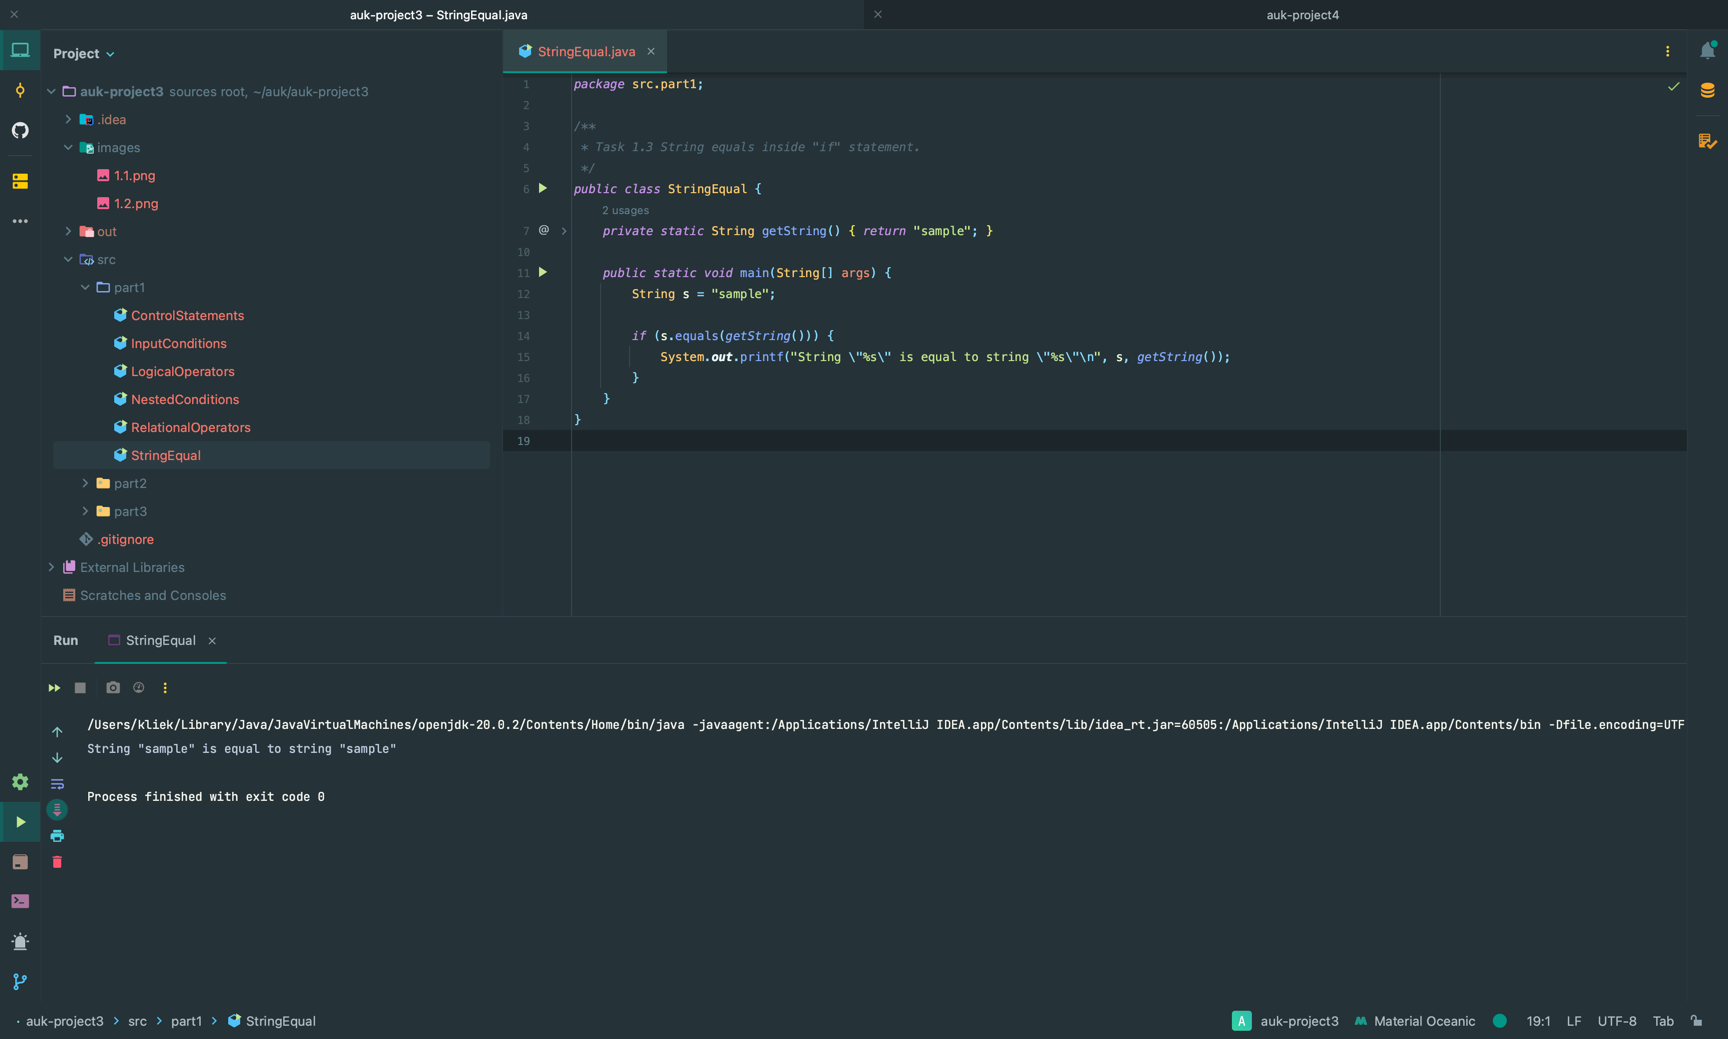 auk-project3 – StringEqual.java
auk-project4
Project
StringEqual.java
auk-project3 sources root, ~/auk/auk-project3
.idea
images
1.1.png
1.2.png
out
src
part1
ControlStatements
InputConditions
LogicalOperators
NestedConditions
RelationalOperators
StringEqual
part2
part3
.gitignore
External Libraries
Scratches and Consoles
1 package src.part1;
2
3 /**
4 * Task 1.3 String equals inside "if" statement.
5 */
6 public class StringEqual {
2 usages
7 @ private static String getString() { return "sample"; }
10
11 public static void main(String[] args) {
12 String s = "sample";
13
14 if (s.equals(getString())) {
15 System.out.printf("String \"%s\" is equal to string \"%s\"\n", s, getString());
16 }
17 }
18 }
19
Run
StringEqual
/Users/kliek/Library/Java/JavaVirtualMachines/openjdk-20.0.2/Contents/Home/bin/java -javaagent:/Applications/IntelliJ IDEA.app/Contents/lib/idea_rt.jar=60505:/Applications/IntelliJ IDEA.app/Contents/bin -Dfile.encoding=UTF
String "sample" is equal to string "sample"
Process finished with exit code 0
auk-project3 > src > part1 > StringEqual
A auk-project3 Material Oceanic 19:1 LF UTF-8 Tab